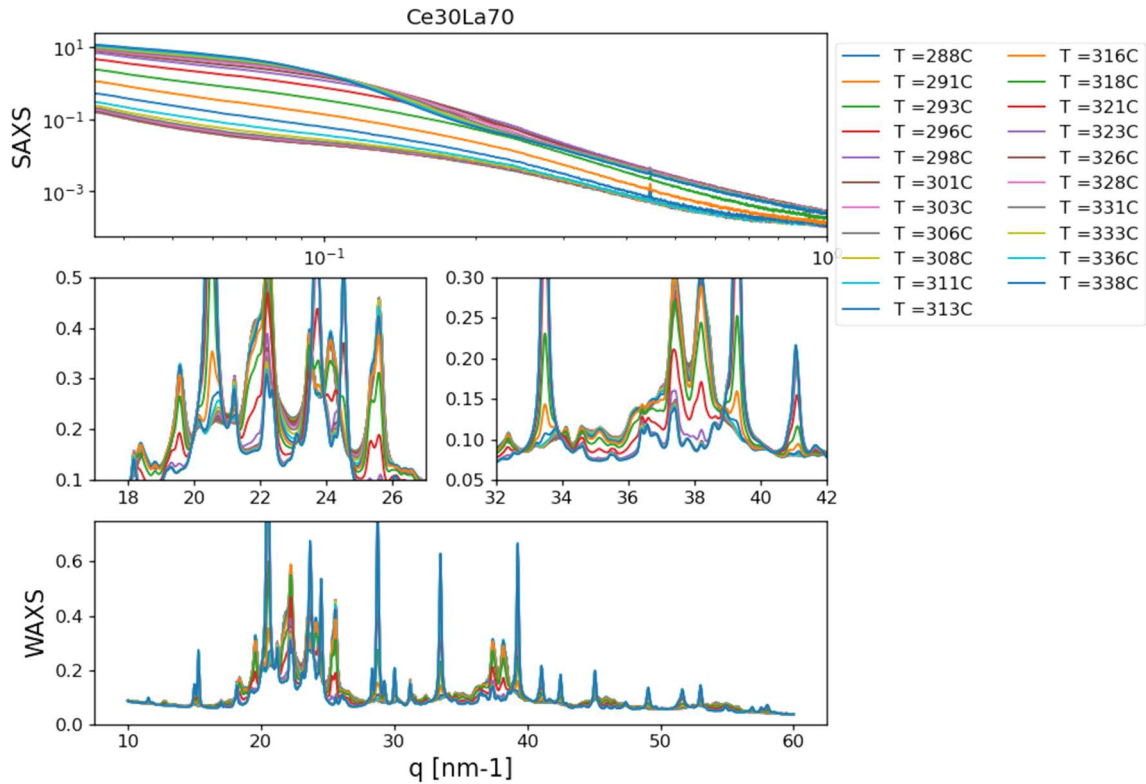 Ce30La70
SAXS
10¹
10⁻¹
10⁻³
10⁻¹
10⁰
T =288C
T =291C
T =293C
T =296C
T =298C
T =301C
T =303C
T =306C
T =308C
T =311C
T =313C
T =316C
T =318C
T =321C
T =323C
T =326C
T =328C
T =331C
T =333C
T =336C
T =338C
0.5
0.4
0.3
0.2
0.1
18 20 22 24 26
0.30
0.25
0.20
0.15
0.10
0.05
32 34 36 38 40 42
WAXS
0.6
0.4
0.2
0.0
10 20 30 40 50 60
q [nm-1]